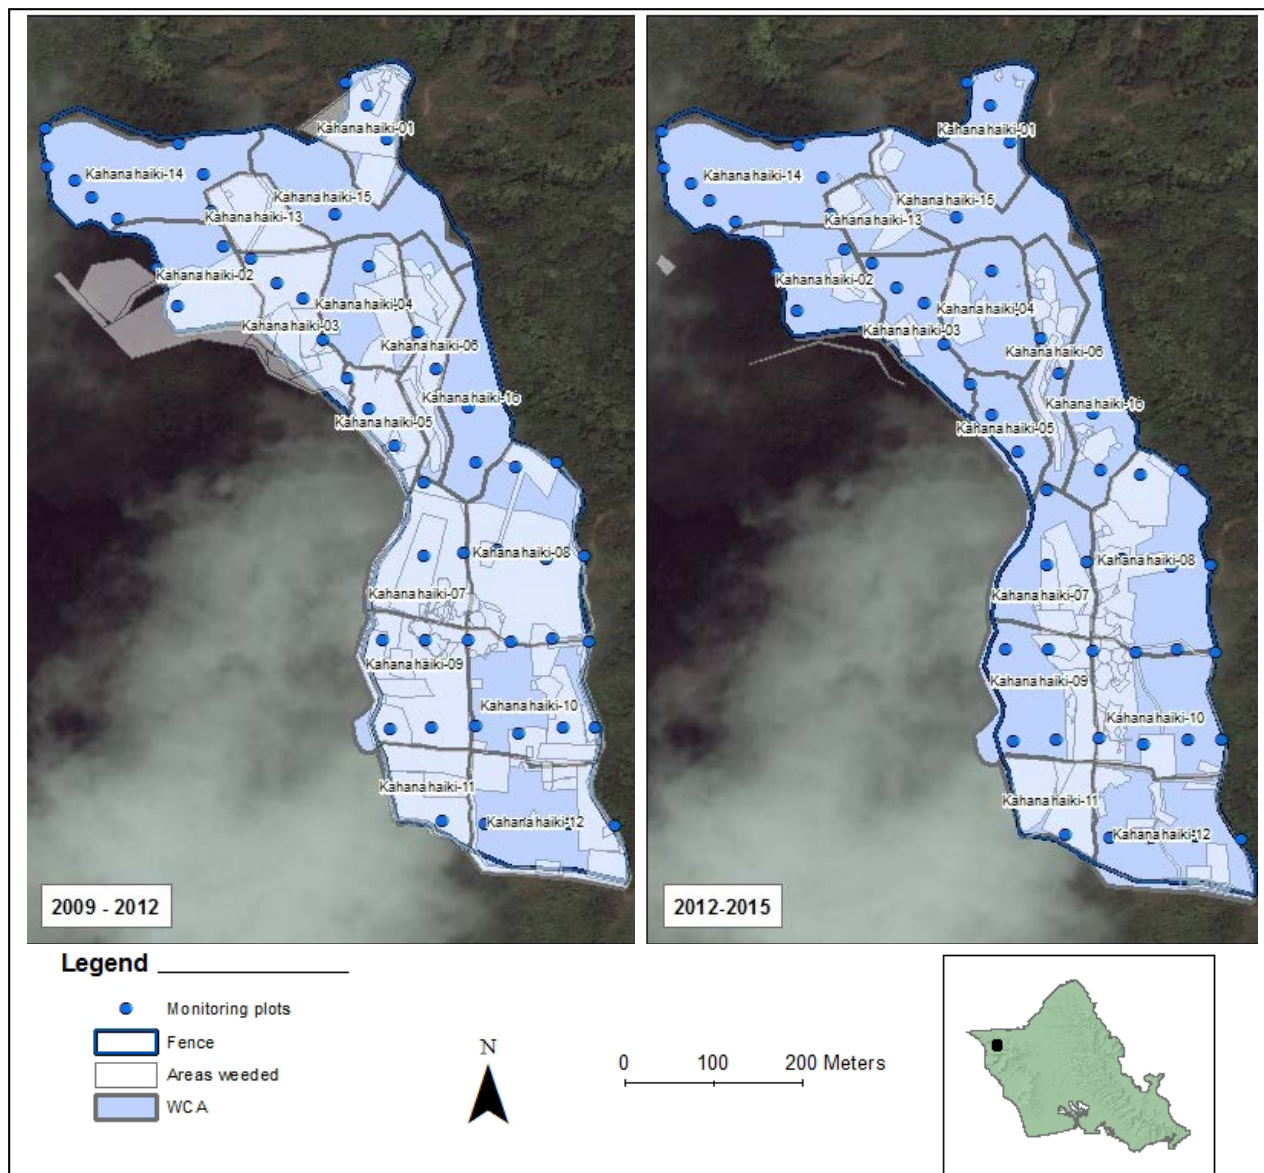 Kahanahaiki-01
Kahanahaiki-14
Kahanahaiki-15
Kahanahaiki-13
Kahanahaiki-02
Kahanahaiki-04
Kahanahaiki-03
Kahanahaiki-06
Kahanahaiki-16
Kahanahaiki-05
Kahanahaiki-08
Kahanahaiki-07
Kahanahaiki-09
Kahanahaiki-10
Kahanahaiki-11
Kahanahaiki-12
2009 - 2012
Kahanahaiki-01
Kahanahaiki-14
Kahanahaiki-15
Kahanahaiki-13
Kahanahaiki-02
Kahanahaiki-04
Kahanahaiki-03
Kahanahaiki-06
Kahanahaiki-16
Kahanahaiki-05
Kahanahaiki-08
Kahanahaiki-07
Kahanahaiki-09
Kahanahaiki-10
Kahanahaiki-11
Kahanahaiki-12
2012-2015
Legend
Monitoring plots
Fence
Areas weeded
WCA
N
0 100 200 Meters